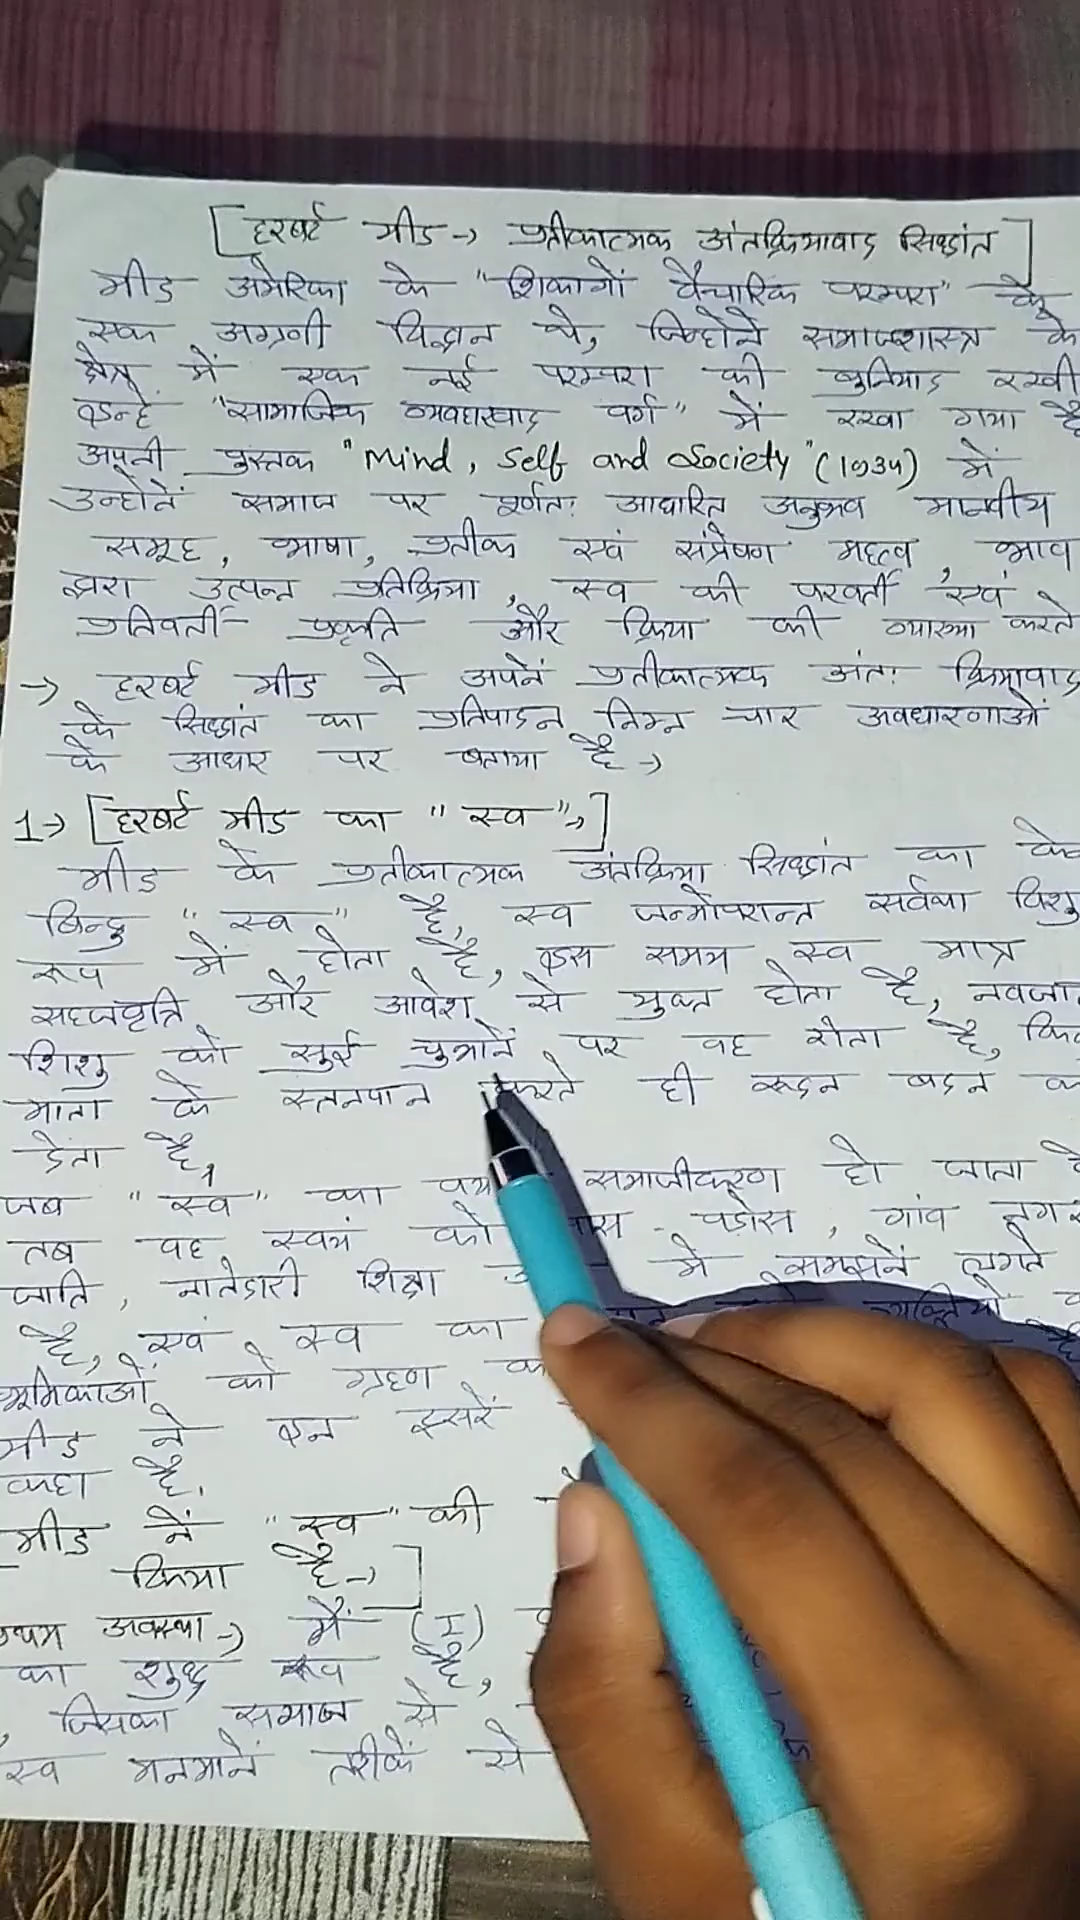 [हरबर्ट मीड → प्रतीकात्मक अंतक्रियावाद सिध्दांत]
मीड अमेरिका के "शिकागों वैचारिक परम्परा" के
एक अग्रणी विद्वान थे, जिन्होनें समाजशास्त्र के
क्षेत्र में एक नई परम्परा की बुनियाद रखी
इन्हें "सामाजिक व्यवहारवाद वर्ग" में रखा गया है
अपनी पुस्तक "Mind, Self and Society" (1934) में
उन्होनें समाज पर पूर्णतः आधारित अनुभव मानवीय
समूह, भाषा, प्रतीक एवं संप्रेषण महत्व, भाव
द्वारा उत्पन्न प्रतिक्रिया, स्व की परवर्ती एवं
प्रतिवर्ती प्रकृति और क्रिया की व्याख्या करते
→ हरबर्ट मीड ने अपनें प्रतीकात्मक अंतः क्रियावाद
के सिध्दांत का प्रतिपादन निम्न चार अवधारणाओं
के आधार पर बताया है →
1→ [हरबर्ट मीड का "स्व"→]
मीड के प्रतीकात्मक अंतक्रिया सिध्दांत का
बिन्दु "स्व" है, स्व जन्मोंपरान्त सर्वथा
रूप में होता है, इस समय स्व मात्र
सहजवृत्ति और आवेश से युक्त होता है,
शिशु को सुई चुभानें पर वह रोता है,
माता के स्तनपान करते ही रूदन बदन
देता है,
जब "स्व" का समाजीकरण हो जाता
तब वह स्वयं को पास - पड़ोस, गांव नगर
जाति, नातेदारी शिक्षा में समझनें लगते
है, एवं स्व का व्यक्तियों
भूमिकाओं को ग्रहण
मीड ने इन दूसरें
कहा है.
मीड नें "स्व" की
किया है→]
प्रथम अवस्था→ मैं (I)
का शुध्द रूप है,
जिसका समाज से
स्व मनमानें तरीकें से